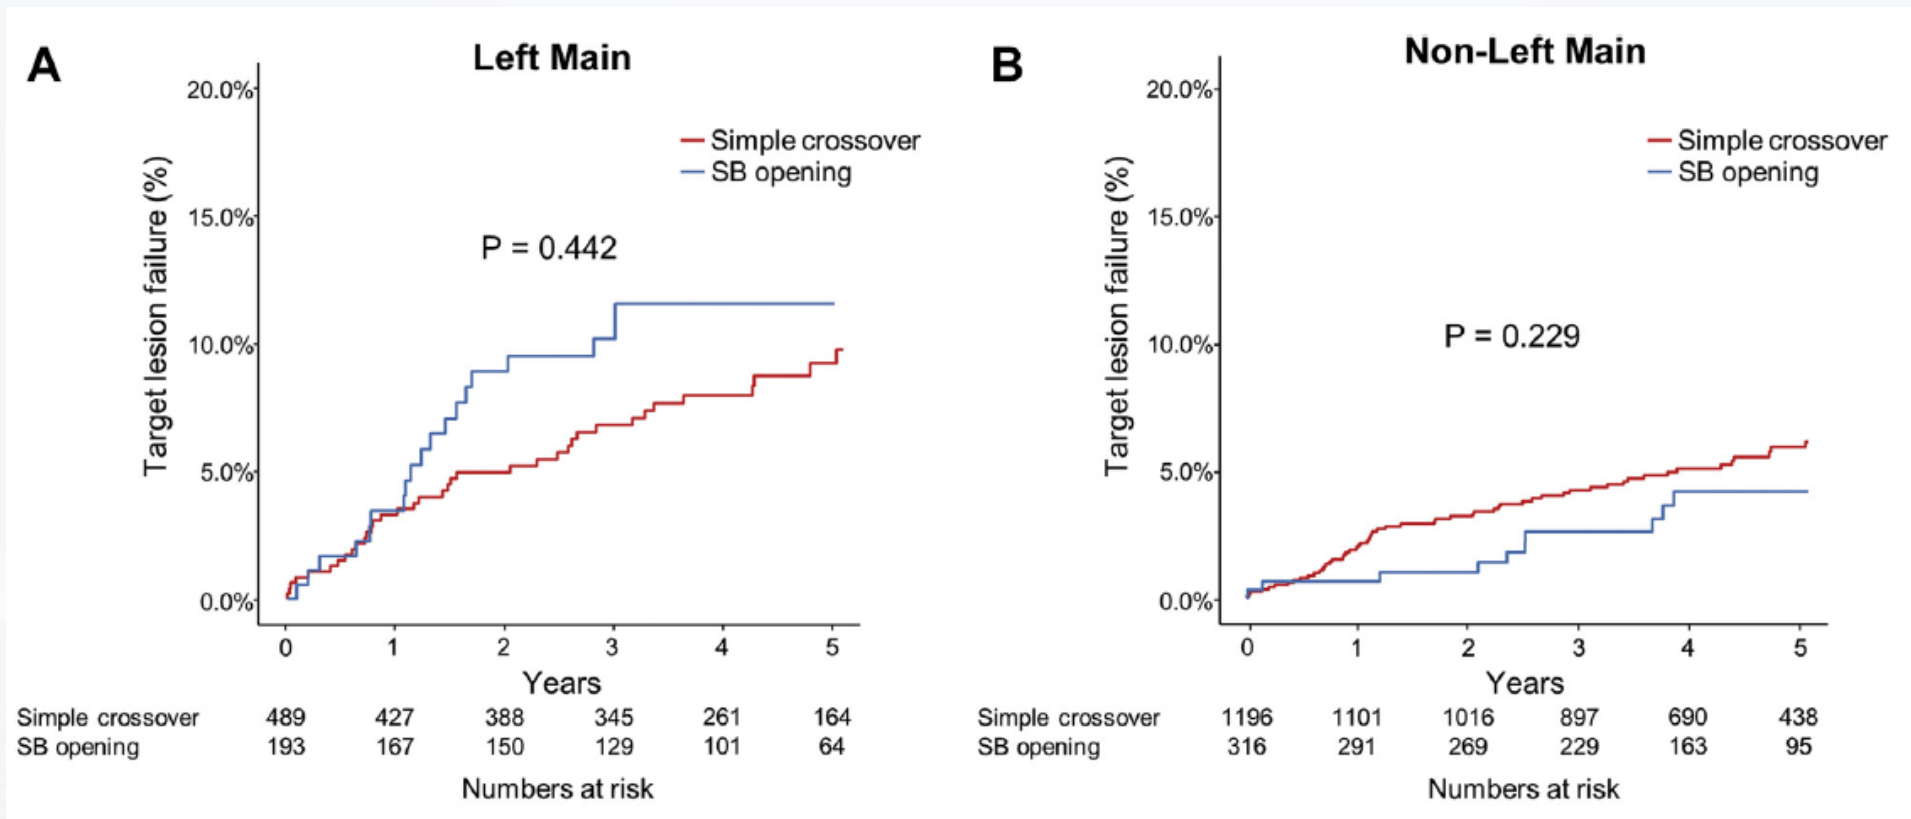 A
Left Main
20.0%
15.0%
10.0%
5.0%
0.0%
Target lesion failure (%)
Simple crossover
SB opening
P = 0.442
0 1 2 3 4 5
Years
Simple crossover 489 427 388 345 261 164
SB opening 193 167 150 129 101 64
Numbers at risk
B
Non-Left Main
20.0%
15.0%
10.0%
5.0%
0.0%
Target lesion failure (%)
Simple crossover
SB opening
P = 0.229
0 1 2 3 4 5
Years
Simple crossover 1196 1101 1016 897 690 438
SB opening 316 291 269 229 163 95
Numbers at risk